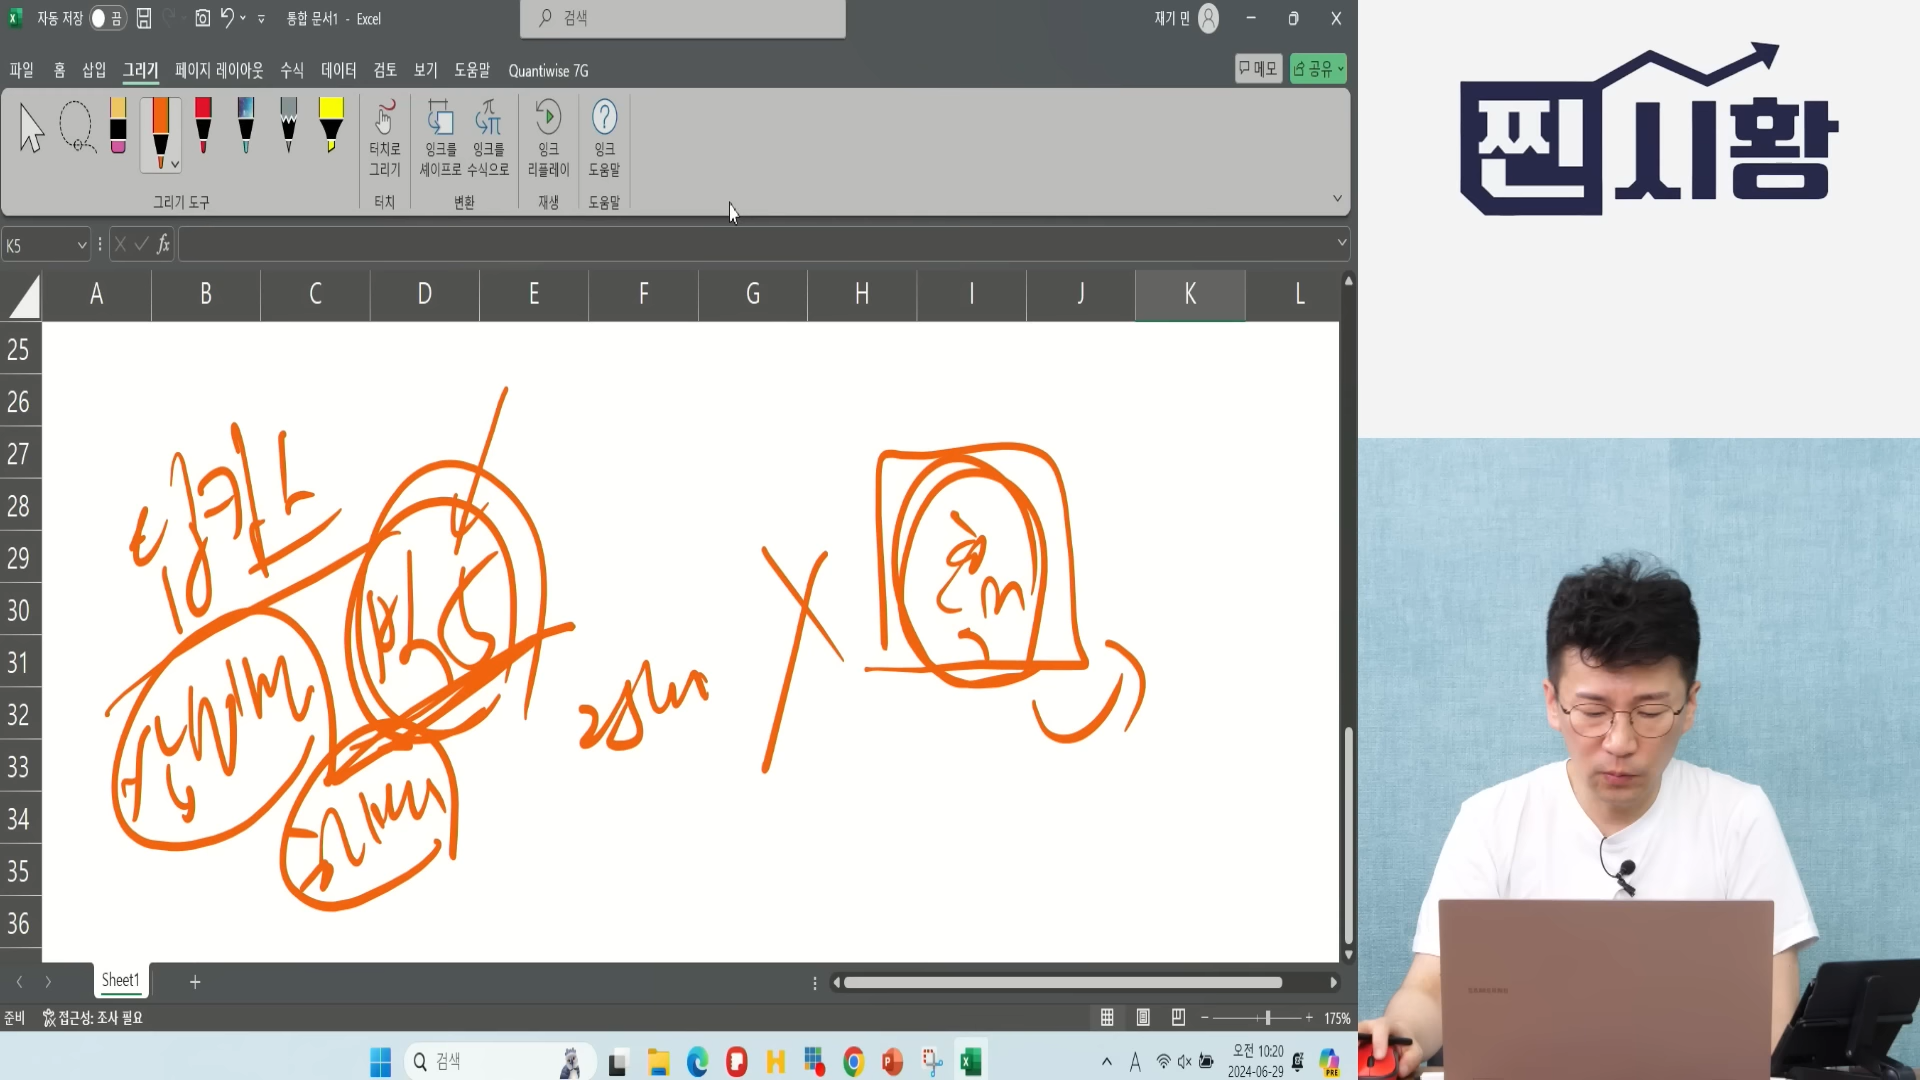 자동 저장 끔 통합 문서1 - Excel 검색 재기 민
파일 홈 삽입 그리기 페이지 레이아웃 수식 데이터 검토 보기 도움말 Quantiwise 7G 메모 공유
터치로 그리기
잉크를 셰이프로
잉크를 수식으로
잉크 리플레이
잉크 도움말
그리기 도구 터치 변환 재생 도움말
K5 fx
A B C D E F G H I J K L
25
26
27
28
29
30
31
32
33
34
35
36
Sheet1
준비 접근성: 조사 필요 175%
검색 A 오전 10:20
2024-06-29
PRE
찐시황
SAMSUNG